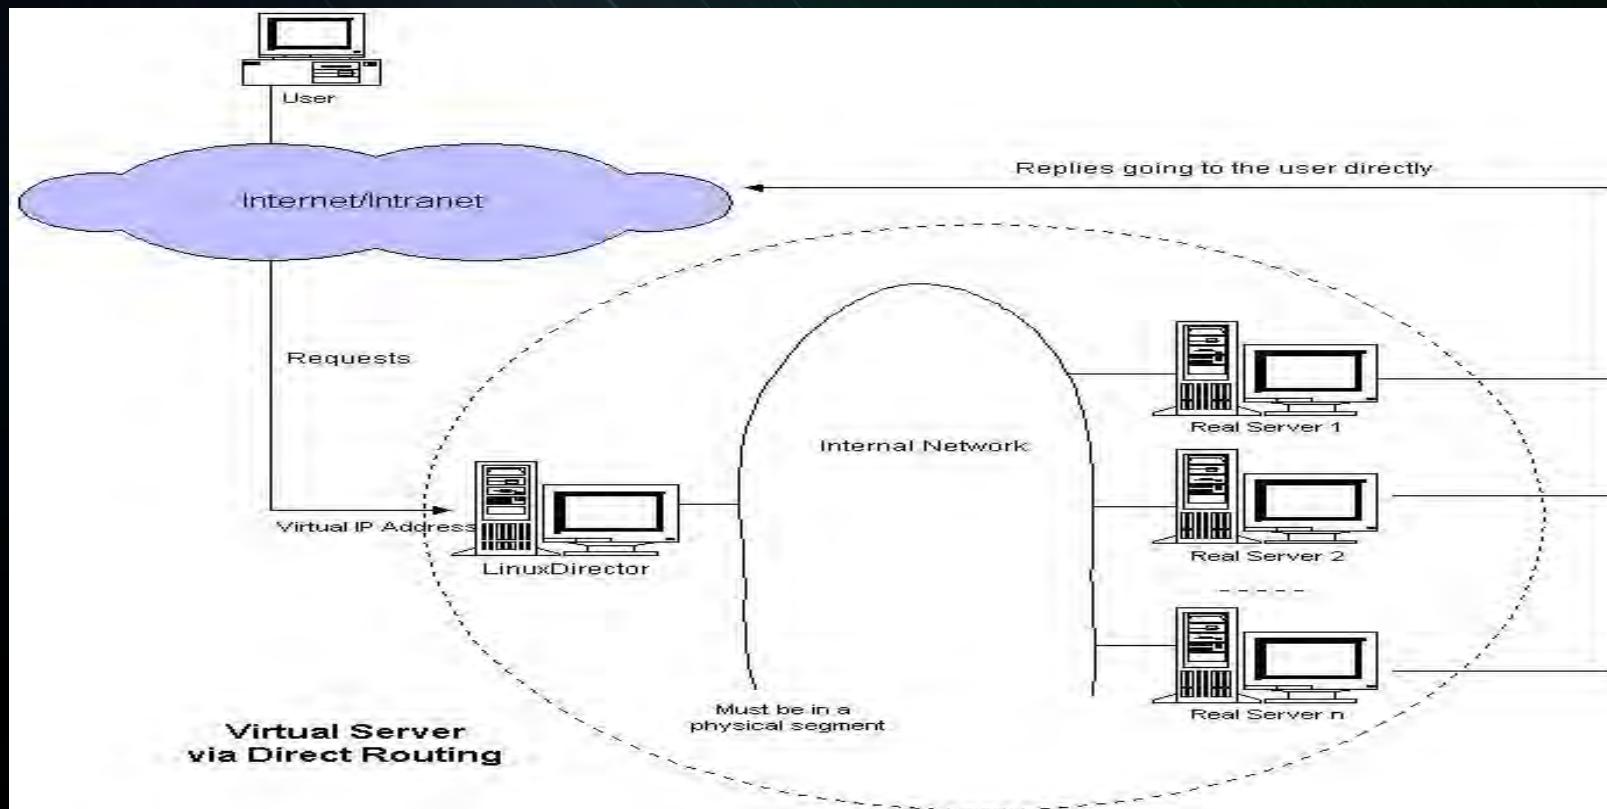 User
Internet/Intranet
Replies going to the user directly
Requests
Virtual IP Address
LinuxDirector
Internal Network
Real Server 1
Real Server 2
Real Server n
Must be in a
physical segment
Virtual Server
via Direct Routing